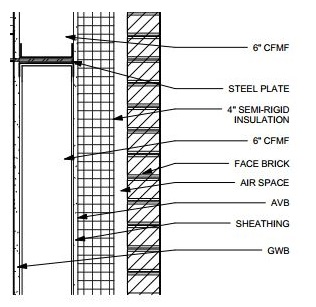 6" CFMF
STEEL PLATE
4" SEMI-RIGID
INSULATION
6" CFMF
FACE BRICK
AIR SPACE
AVB
SHEATHING
GWB